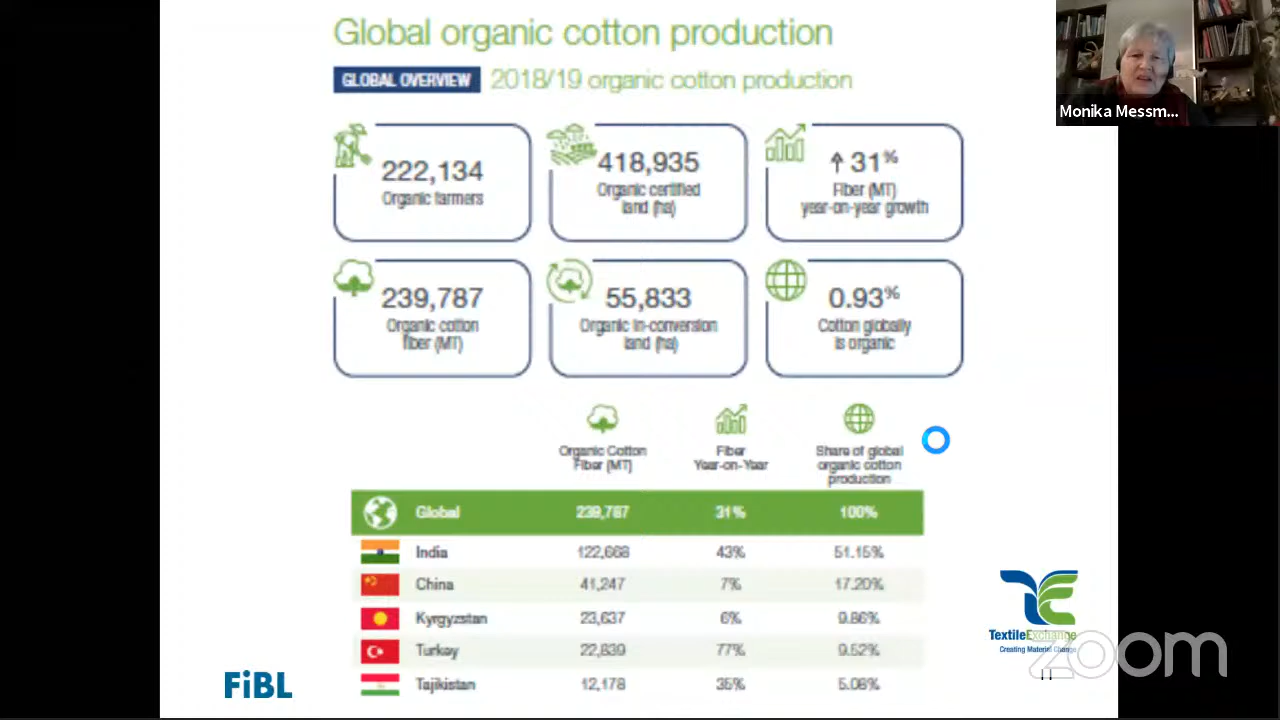 Global organic cotton production
GLOBAL OVERVIEW 2018/19 organic cotton production
Monika Messm...
222,134
Organic farmers
418,935
Organic certified
land (ha)
31%
Fiber (MT)
year-on-year growth
239,787
Organic cotton
fiber (MT)
55,833
Organic in-conversion
land (ha)
0.93%
Cotton globally
is organic
Organic Cotton
Fiber (MT)
Fiber
Year-on-Year
Share of global
organic cotton
production
Global 239,787 31% 100%
India 122,668 43% 51.15%
China 41,247 7% 17.20%
Kyrgyzstan 23,637 6% 9.86%
Turkey 22,839 77% 9.52%
Tajikistan 12,178 35% 5.08%
TextileExchange
Creating Material Change
FiBL
zoom